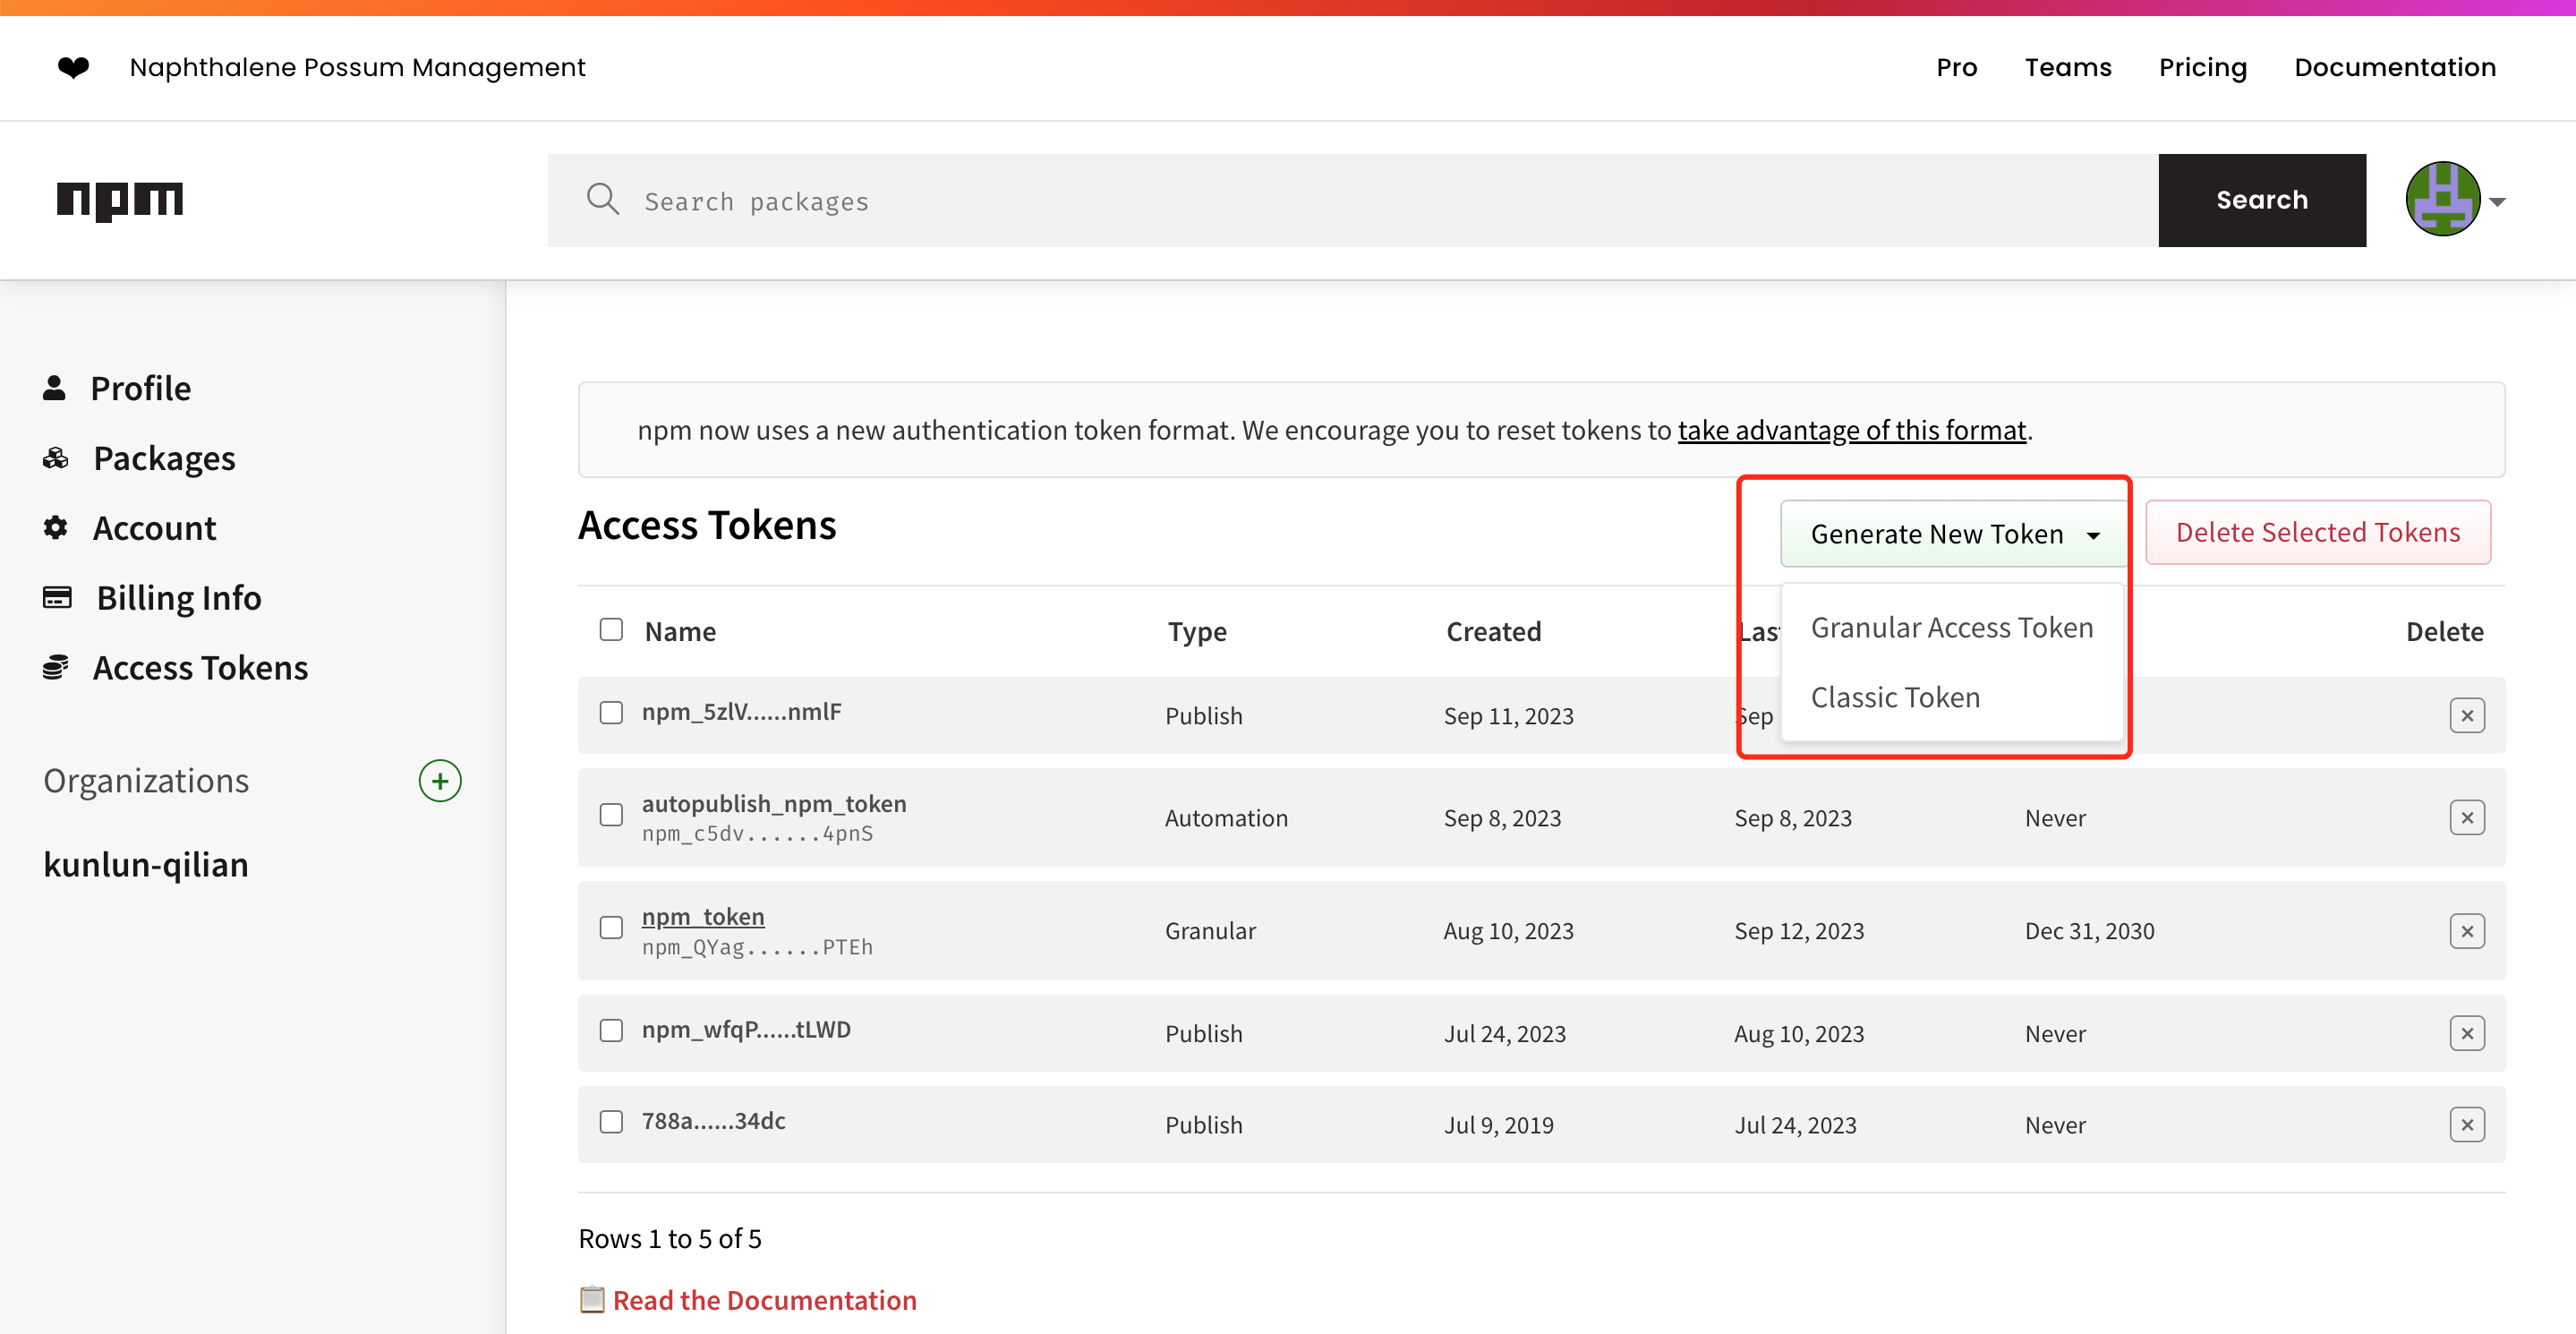 Naphthalene Possum Management
Pro Teams Pricing Documentation
npm
Search packages
Search
Profile
Packages
Account
Billing Info
Access Tokens
Organizations
kunlun-qilian
npm now uses a new authentication token format. We encourage you to reset tokens to take advantage of this format.
Access Tokens
Generate New Token
Delete Selected Tokens
Granular Access Token
Classic Token
Name Type Created Delete
npm_5zlV......nmlF Publish Sep 11, 2023 Sep
autopublish_npm_token
npm_c5dv......4pnS Automation Sep 8, 2023 Sep 8, 2023 Never
npm_token
npm_QYag......PTEh Granular Aug 10, 2023 Sep 12, 2023 Dec 31, 2030
npm_wfqP......tLWD Publish Jul 24, 2023 Aug 10, 2023 Never
788a......34dc Publish Jul 9, 2019 Jul 24, 2023 Never
Rows 1 to 5 of 5
Read the Documentation